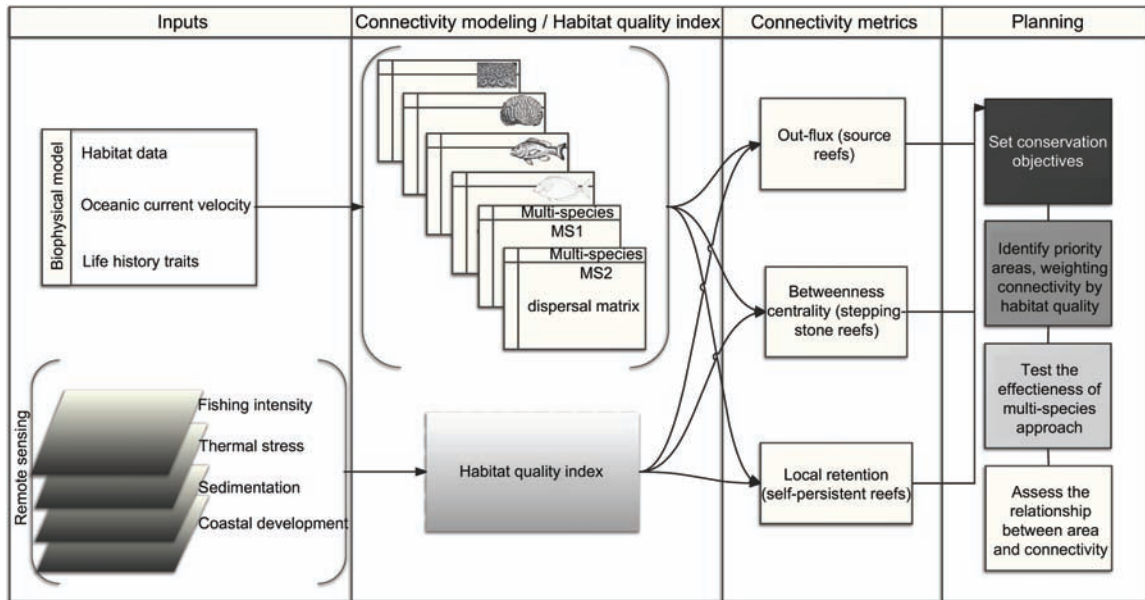 Inputs
Connectivity modeling / Habitat quality index
Connectivity metrics
Planning
Biophysical model
Habitat data
Oceanic current velocity
Life history traits
Remote sensing
Fishing intensity
Thermal stress
Sedimentation
Coastal development
Multi-species
MS1
Multi-species
MS2
dispersal matrix
Habitat quality index
Out-flux (source
reefs)
Betweenness
centrality (stepping
stone reefs)
Local retention
(self-persistent reefs)
Set conservation
objectives
Identify priority
areas, weighting
connectivity by
habitat quality
Test the
effectieness of
multi-species
approach
Assess the
relationship
between area
and connectivity